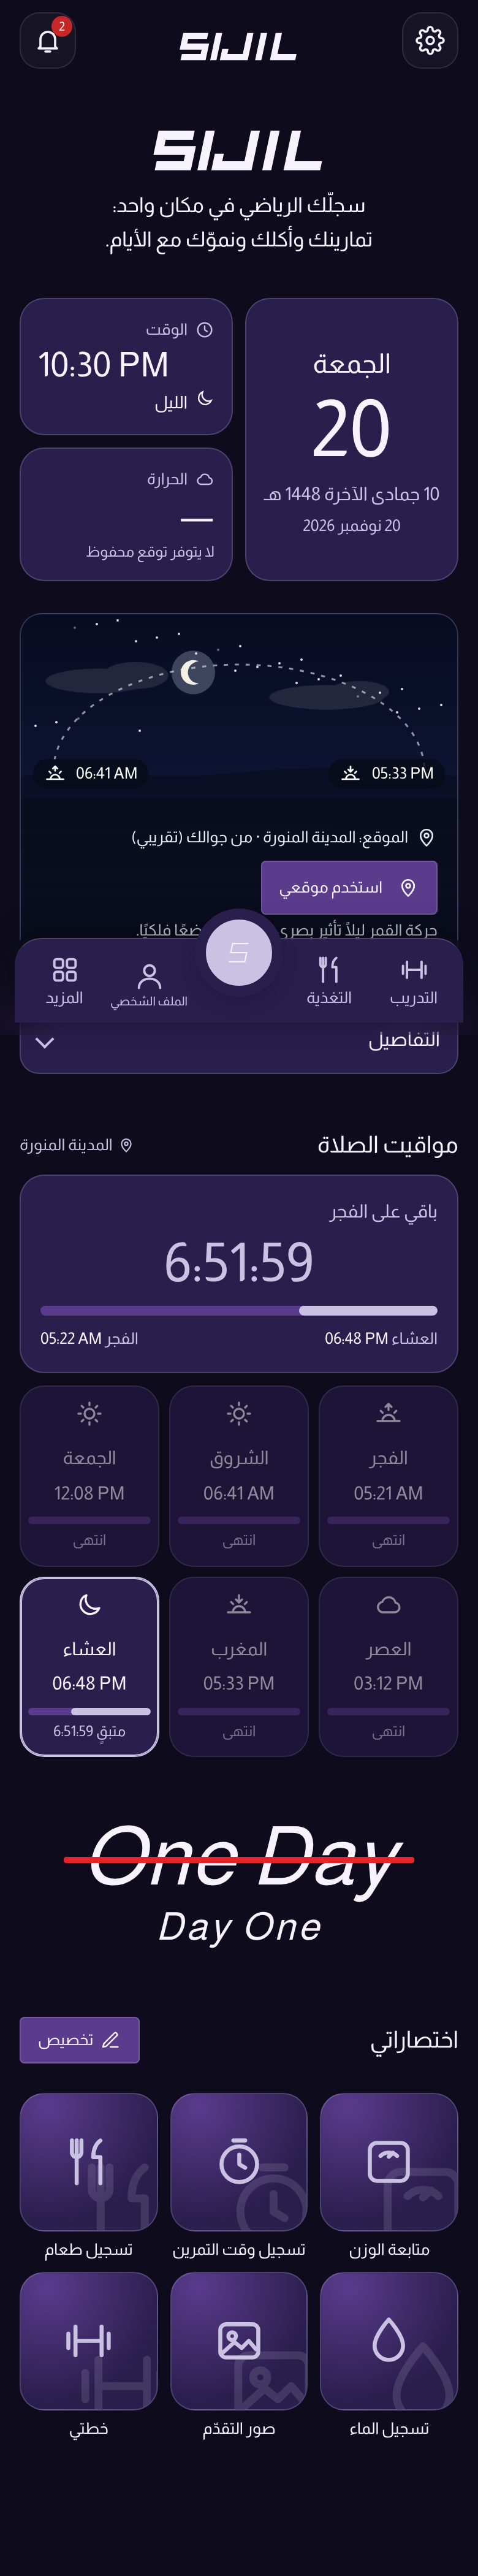 2
SIJIL
SIJIL
سجلّك الرياضي في مكان واحد:
تمارينك وأكلك ونموّك مع الأيام.
الجمعة
20
10 جمادى الآخرة 1448 هـ
20 نوفمبر 2026
الوقت
10:30 PM
الليل
الحرارة
—
لا يتوفر توقع محفوظ
06:41 AM
05:33 PM
الموقع: المدينة المنورة · من جوالك (تقريبي)
استخدم موقعي
حركة القمر ليلًا تأثير بصري
ضعًا فلكيًا.
التدريب
التغذية
S
الملف الشخصي
المزيد
التفاصيل
مواقيت الصلاة
المدينة المنورة
باقي على الفجر
6:51:59
العشاء 06:48 PM
الفجر 05:22 AM
الفجر
05:21 AM
انتهى
الشروق
06:41 AM
انتهى
الجمعة
12:08 PM
انتهى
العصر
03:12 PM
انتهى
المغرب
05:33 PM
انتهى
العشاء
06:48 PM
متبقٍ 6:51:59
One Day
Day One
اختصاراتي
تخصيص
متابعة الوزن
تسجيل وقت التمرين
تسجيل طعام
تسجيل الماء
صور التقدّم
خطتي